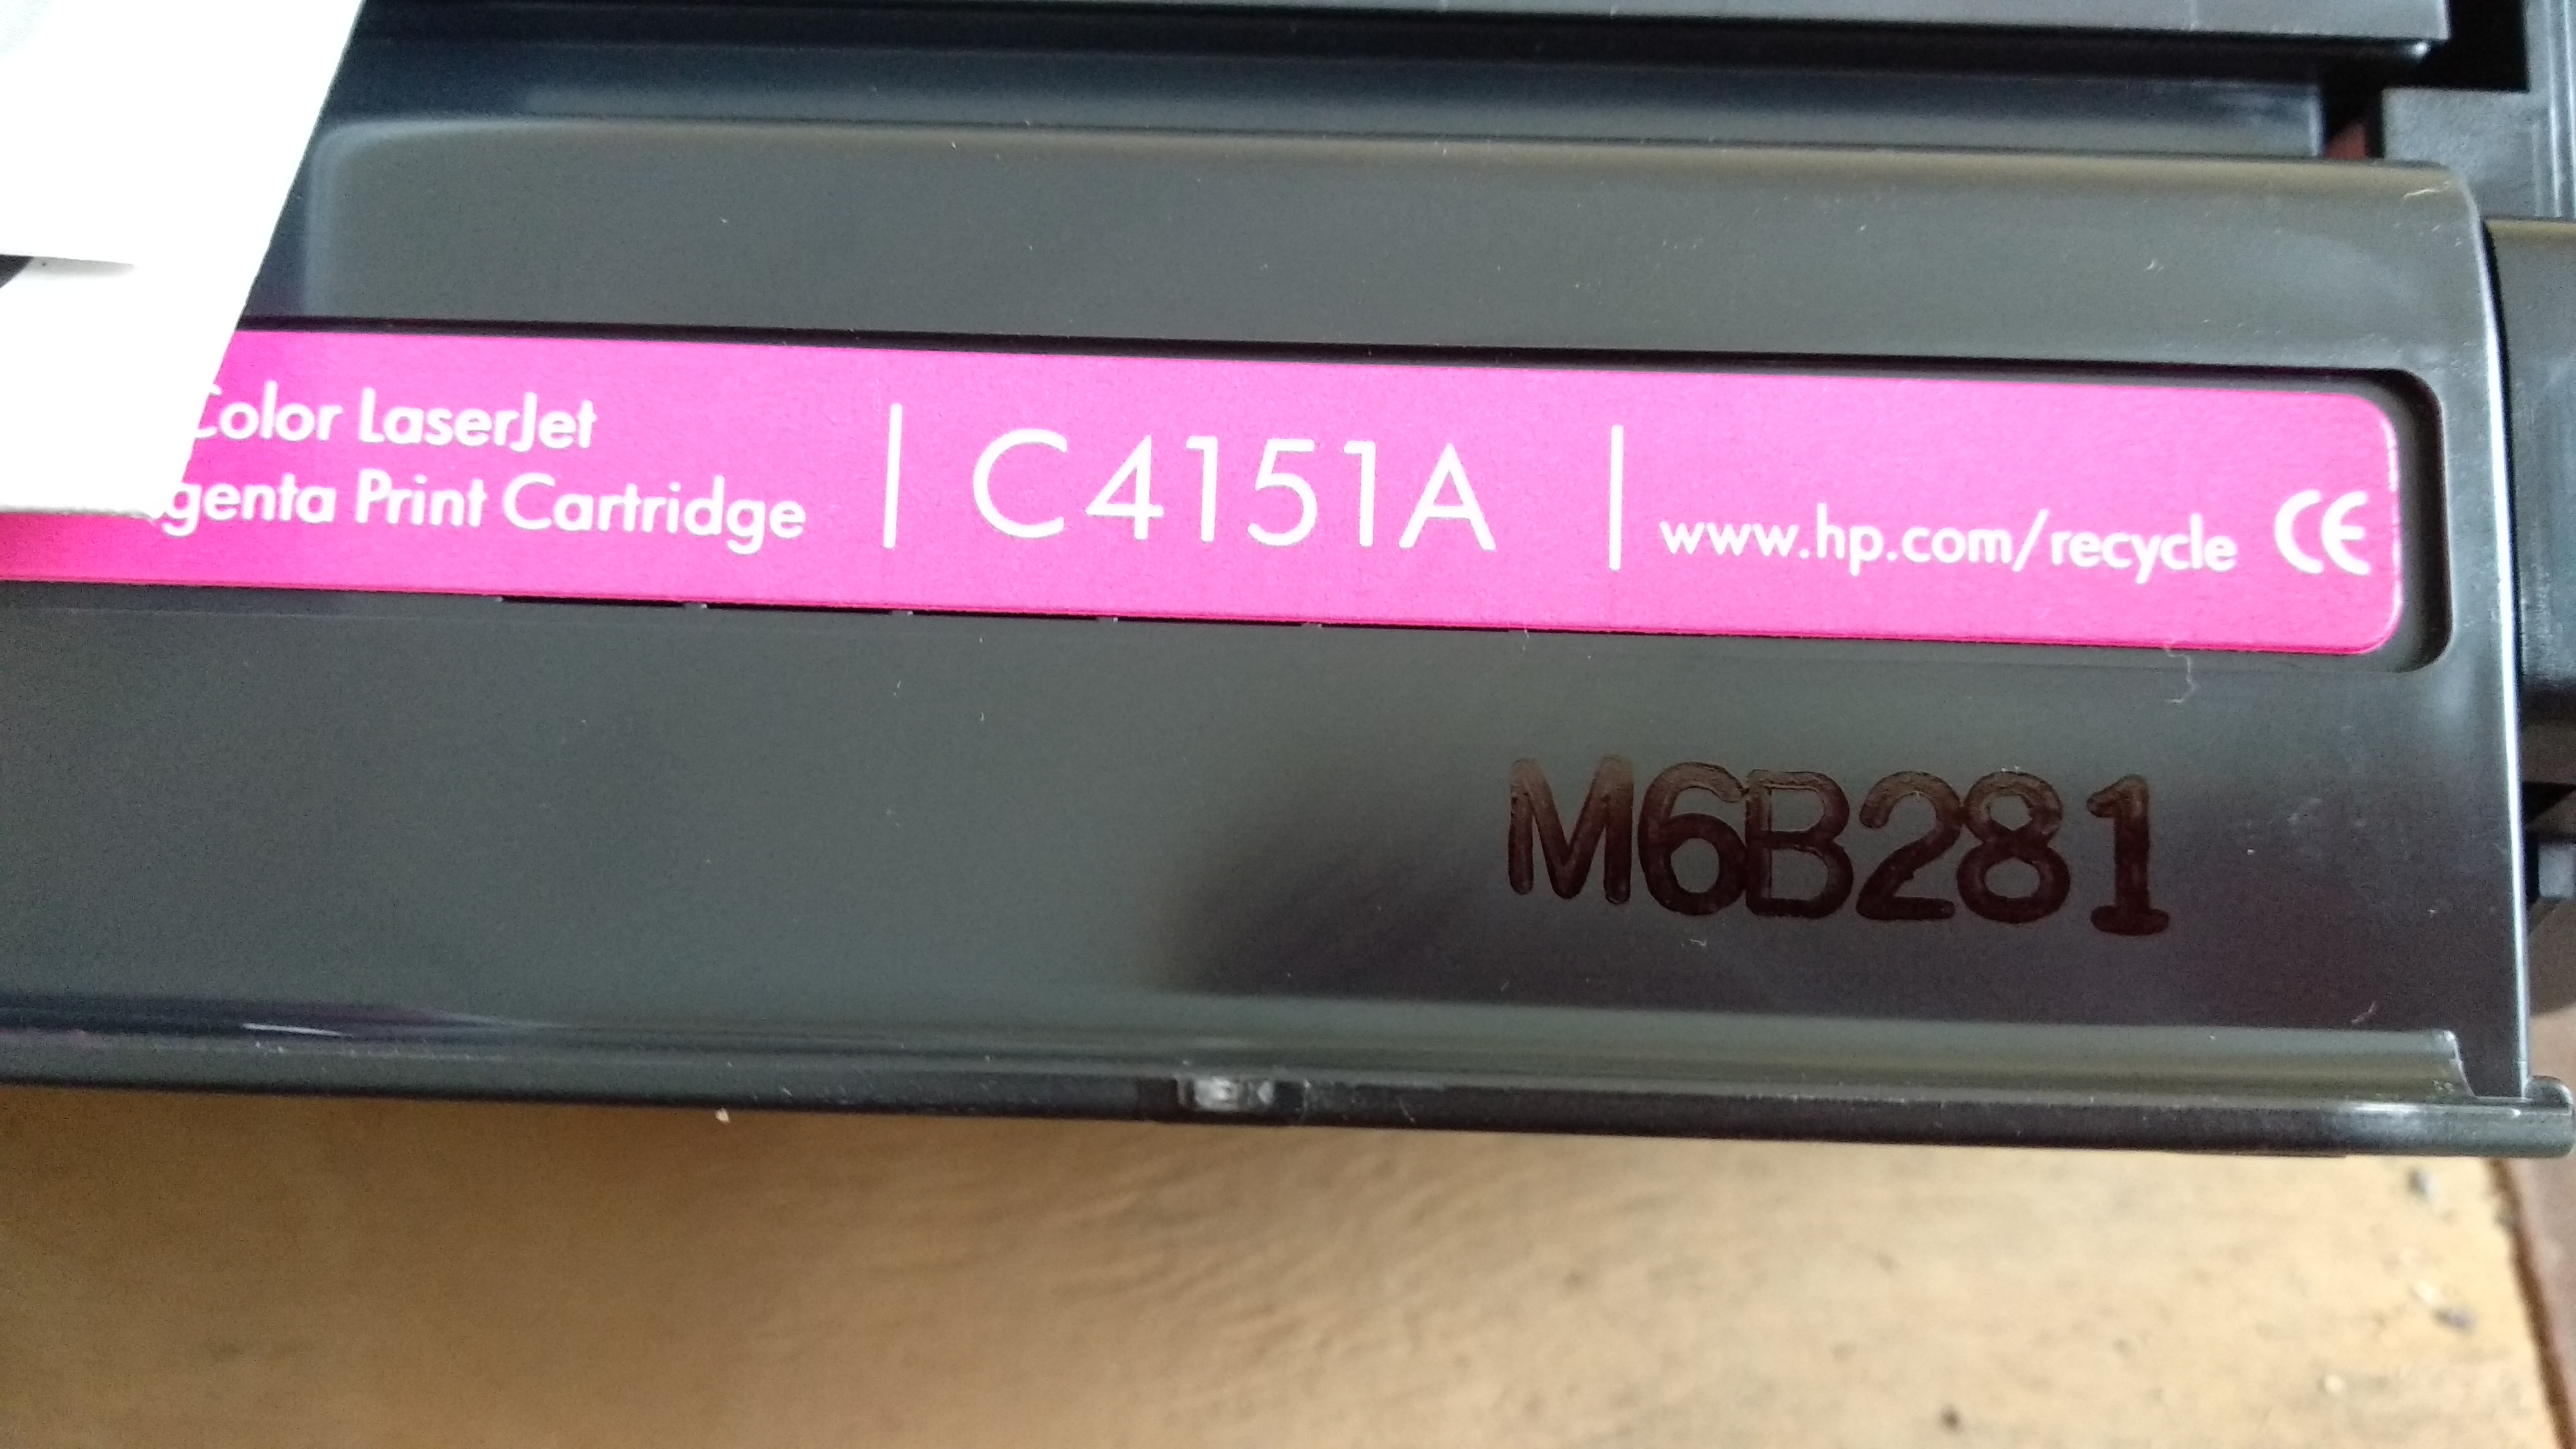 Color LaserJet
genta Print Cartridge
C4151A
www.hp.com/recycle CE
M6B281